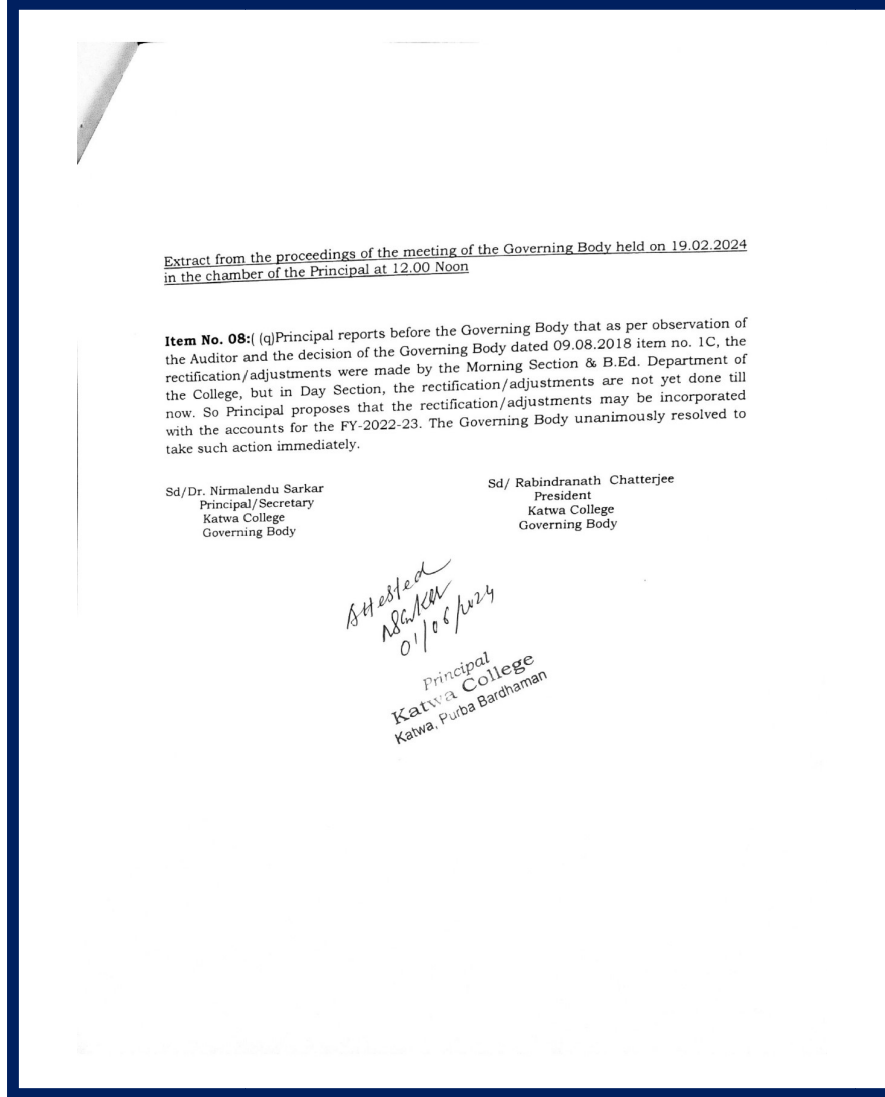 Extract from the proceedings of the meeting of the Governing Body held on 19.02.2024
in the chamber of the Principal at 12.00 Noon
Item No. 08:( (q)Principal reports before the Governing Body that as per observation of
the Auditor and the decision of the Governing Body dated 09.08.2018 item no. 1C, the
rectification/adjustments were made by the Morning Section & B.Ed. Department of
the College, but in Day Section, the rectification/adjustments are not yet done till
now. So Principal proposes that the rectification/adjustments may be incorporated
with the accounts for the FY-2022-23. The Governing Body unanimously resolved to
take such action immediately.
Sd/Dr. Nirmalendu Sarkar
Principal/Secretary
Katwa College
Governing Body
Sd/ Rabindranath Chatterjee
President
Katwa College
Governing Body
Attested
NSarkar
01/06/2024
Principal
Katwa College
Katwa, Purba Bardhaman